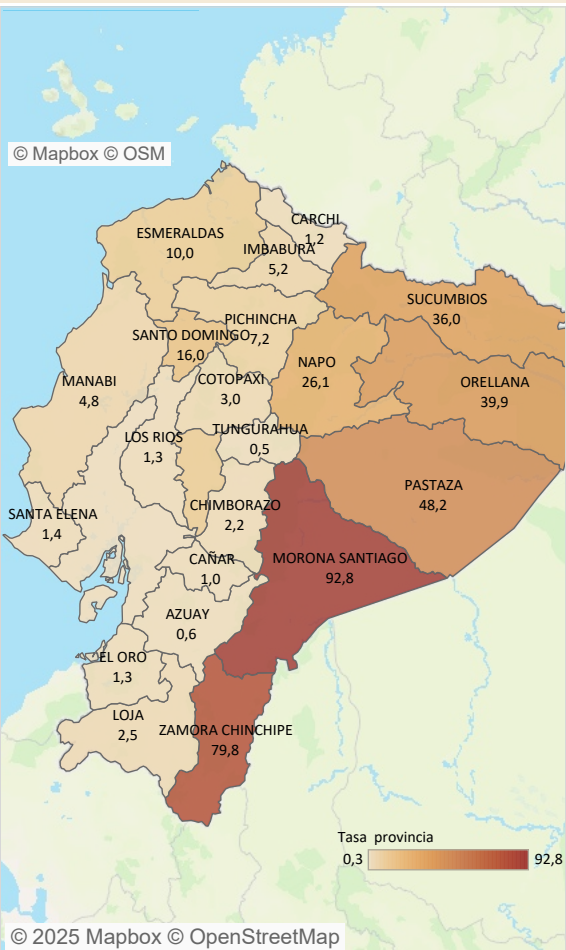 © Mapbox © OSM
CARCHI
1,2
ESMERALDAS
10,0
IMBABURA
5,2
SUCUMBIOS
36,0
PICHINCHA
7,2
SANTO DOMINGO
16,0
NAPO
26,1
MANABI
4,8
COTOPAXI
3,0
ORELLANA
39,9
LOS RIOS
1,3
TUNGURAHUA
0,5
PASTAZA
48,2
SANTA ELENA
1,4
CHIMBORAZO
2,2
CAÑAR
1,0
MORONA SANTIAGO
92,8
AZUAY
0,6
EL ORO
1,3
LOJA
2,5
ZAMORA CHINCHIPE
79,8
Tasa provincia
0,3 92,8
© 2025 Mapbox © OpenStreetMap